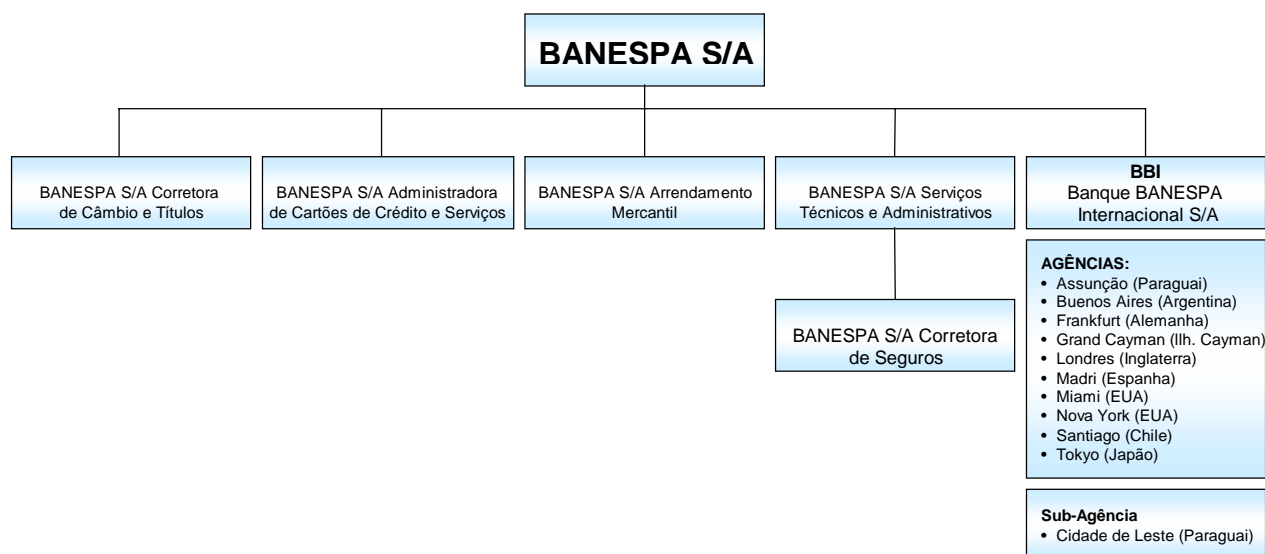 BANESPA S/A
BANESPA S/A Corretora
de Câmbio e Títulos
BANESPA S/A Administradora
de Cartões de Crédito e Serviços
BANESPA S/A Arrendamento
Mercantil
BANESPA S/A Serviços
Técnicos e Administrativos
BBI
Banque BANESPA
Internacional S/A
BANESPA S/A Corretora
de Seguros
AGÊNCIAS:
• Assunção (Paraguai)
• Buenos Aires (Argentina)
• Frankfurt (Alemanha)
• Grand Cayman (Ilh. Cayman)
• Londres (Inglaterra)
• Madri (Espanha)
• Miami (EUA)
• Nova York (EUA)
• Santiago (Chile)
• Tokyo (Japão)
Sub-Agência
• Cidade de Leste (Paraguai)